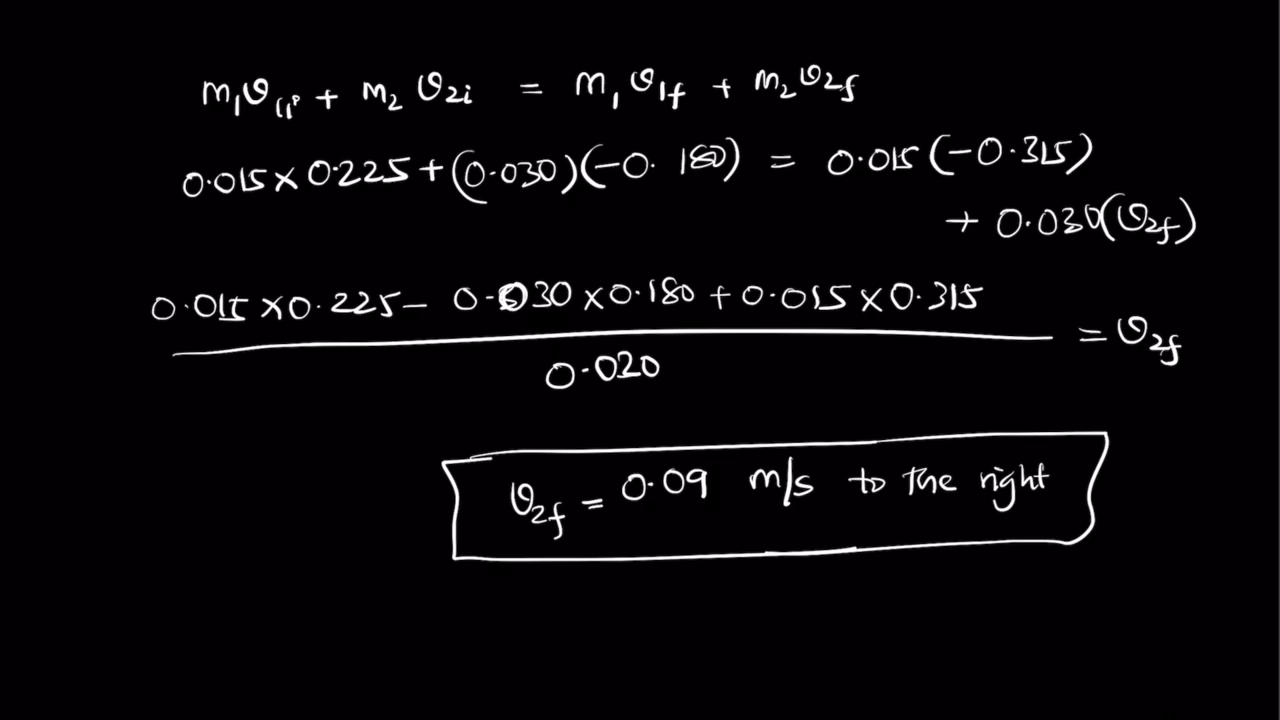 m₁v₁ᵢ + m₂ v₂ᵢ = m₁ v₁f + m₂v₂f
0.015 × 0.225 + (0.030)(-0.180) = 0.015 (-0.315)
+ 0.030(v₂f)
0.015 × 0.225 - 0.030 × 0.180 + 0.015 × 0.315
= v₂f
0.020
v₂f = 0.09 m/s to the right